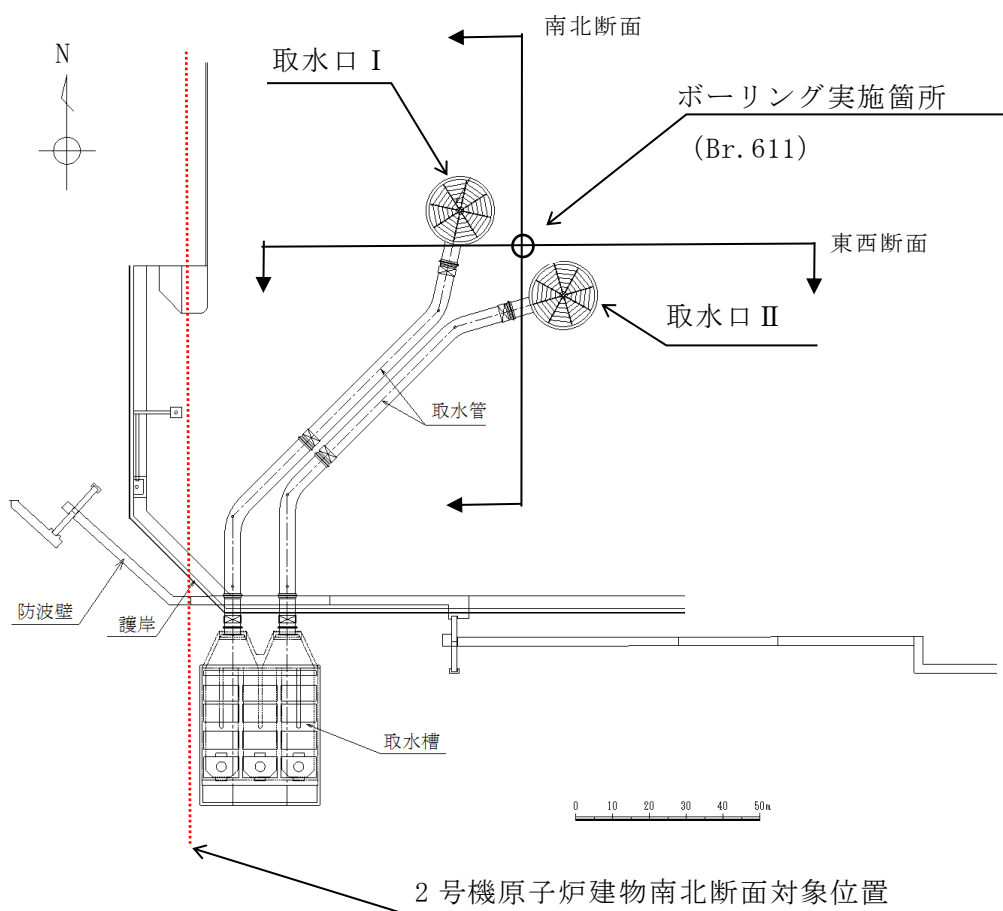 南北断面
N
取水口Ⅰ
ボーリング実施箇所
(Br.611)
東西断面
取水口Ⅱ
取水管
防波壁
護岸
取水槽
0 10 20 30 40 50m
2号機原子炉建物南北断面対象位置